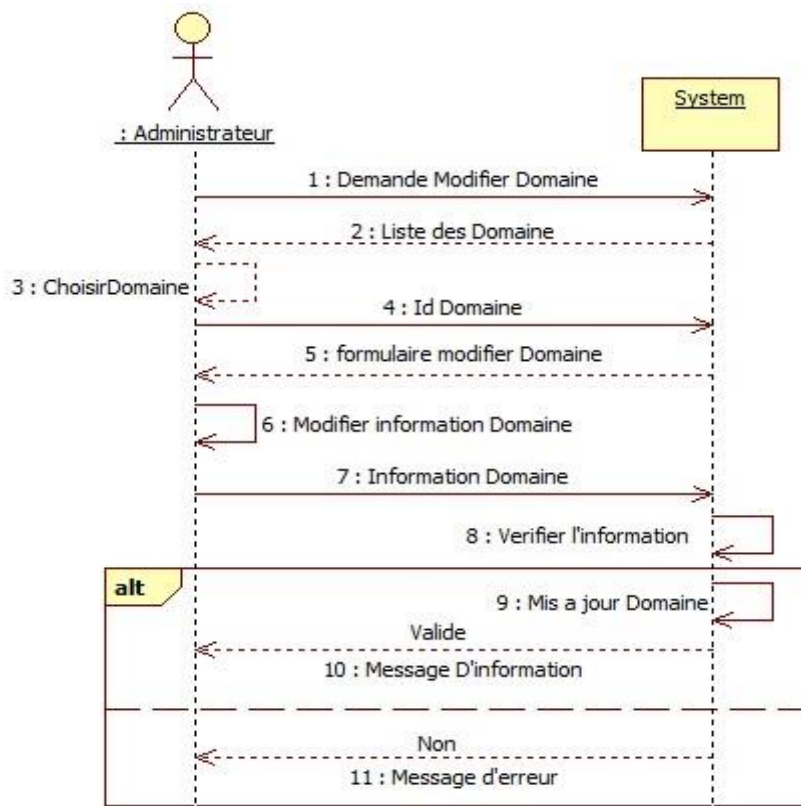 System
: Administrateur
1 : Demande Modifier Domaine
2 : Liste des Domaine
3 : ChoisirDomaine
4 : Id Domaine
5 : formulaire modifier Domaine
6 : Modifier information Domaine
7 : Information Domaine
8 : Verifier l'information
alt
9 : Mis a jour Domaine
Valide
10 : Message D'information
Non
11 : Message d'erreur